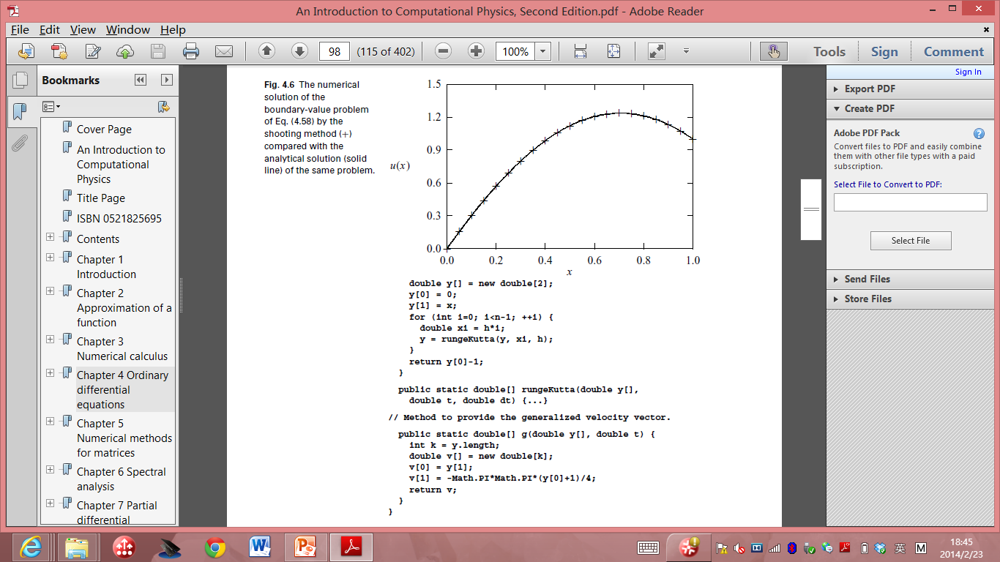 An Introduction to Computational Physics, Second Edition.pdf - Adobe Reader
File Edit View Window Help
98 (115 of 402) 100% Tools Sign Comment
Bookmarks
Cover Page
An Introduction to
Computational
Physics
Title Page
ISBN 0521825695
Contents
Chapter 1
Introduction
Chapter 2
Approximation of a
function
Chapter 3
Numerical calculus
Chapter 4 Ordinary
differential
equations
Chapter 5
Numerical methods
for matrices
Chapter 6 Spectral
analysis
Chapter 7 Partial
differential
Fig. 4.6 The numerical
solution of the
boundary-value problem
of Eq. (4.58) by the
shooting method (+)
compared with the
analytical solution (solid
line) of the same problem.
u(x)
1.5
1.2
0.9
0.6
0.3
0.0
0.0 0.2 0.4 0.6 0.8 1.0
x
double y[] = new double[2];
y[0] = 0;
y[1] = x;
for (int i=0; i<n-1; ++i) {
double xi = h*i;
y = rungeKutta(y, xi, h);
}
return y[0]-1;
}
public static double[] rungeKutta(double y[],
double t, double dt) {...}
// Method to provide the generalized velocity vector.
public static double[] g(double y[], double t) {
int k = y.length;
double v[] = new double[k];
v[0] = y[1];
v[1] = -Math.PI*Math.PI*(y[0]+1)/4;
return v;
}
}
Sign In
Export PDF
Create PDF
Adobe PDF Pack
Convert files to PDF and easily combine
them with other file types with a paid
subscription.
Select File to Convert to PDF:
Select File
Send Files
Store Files
英 M
18:45
2014/2/23